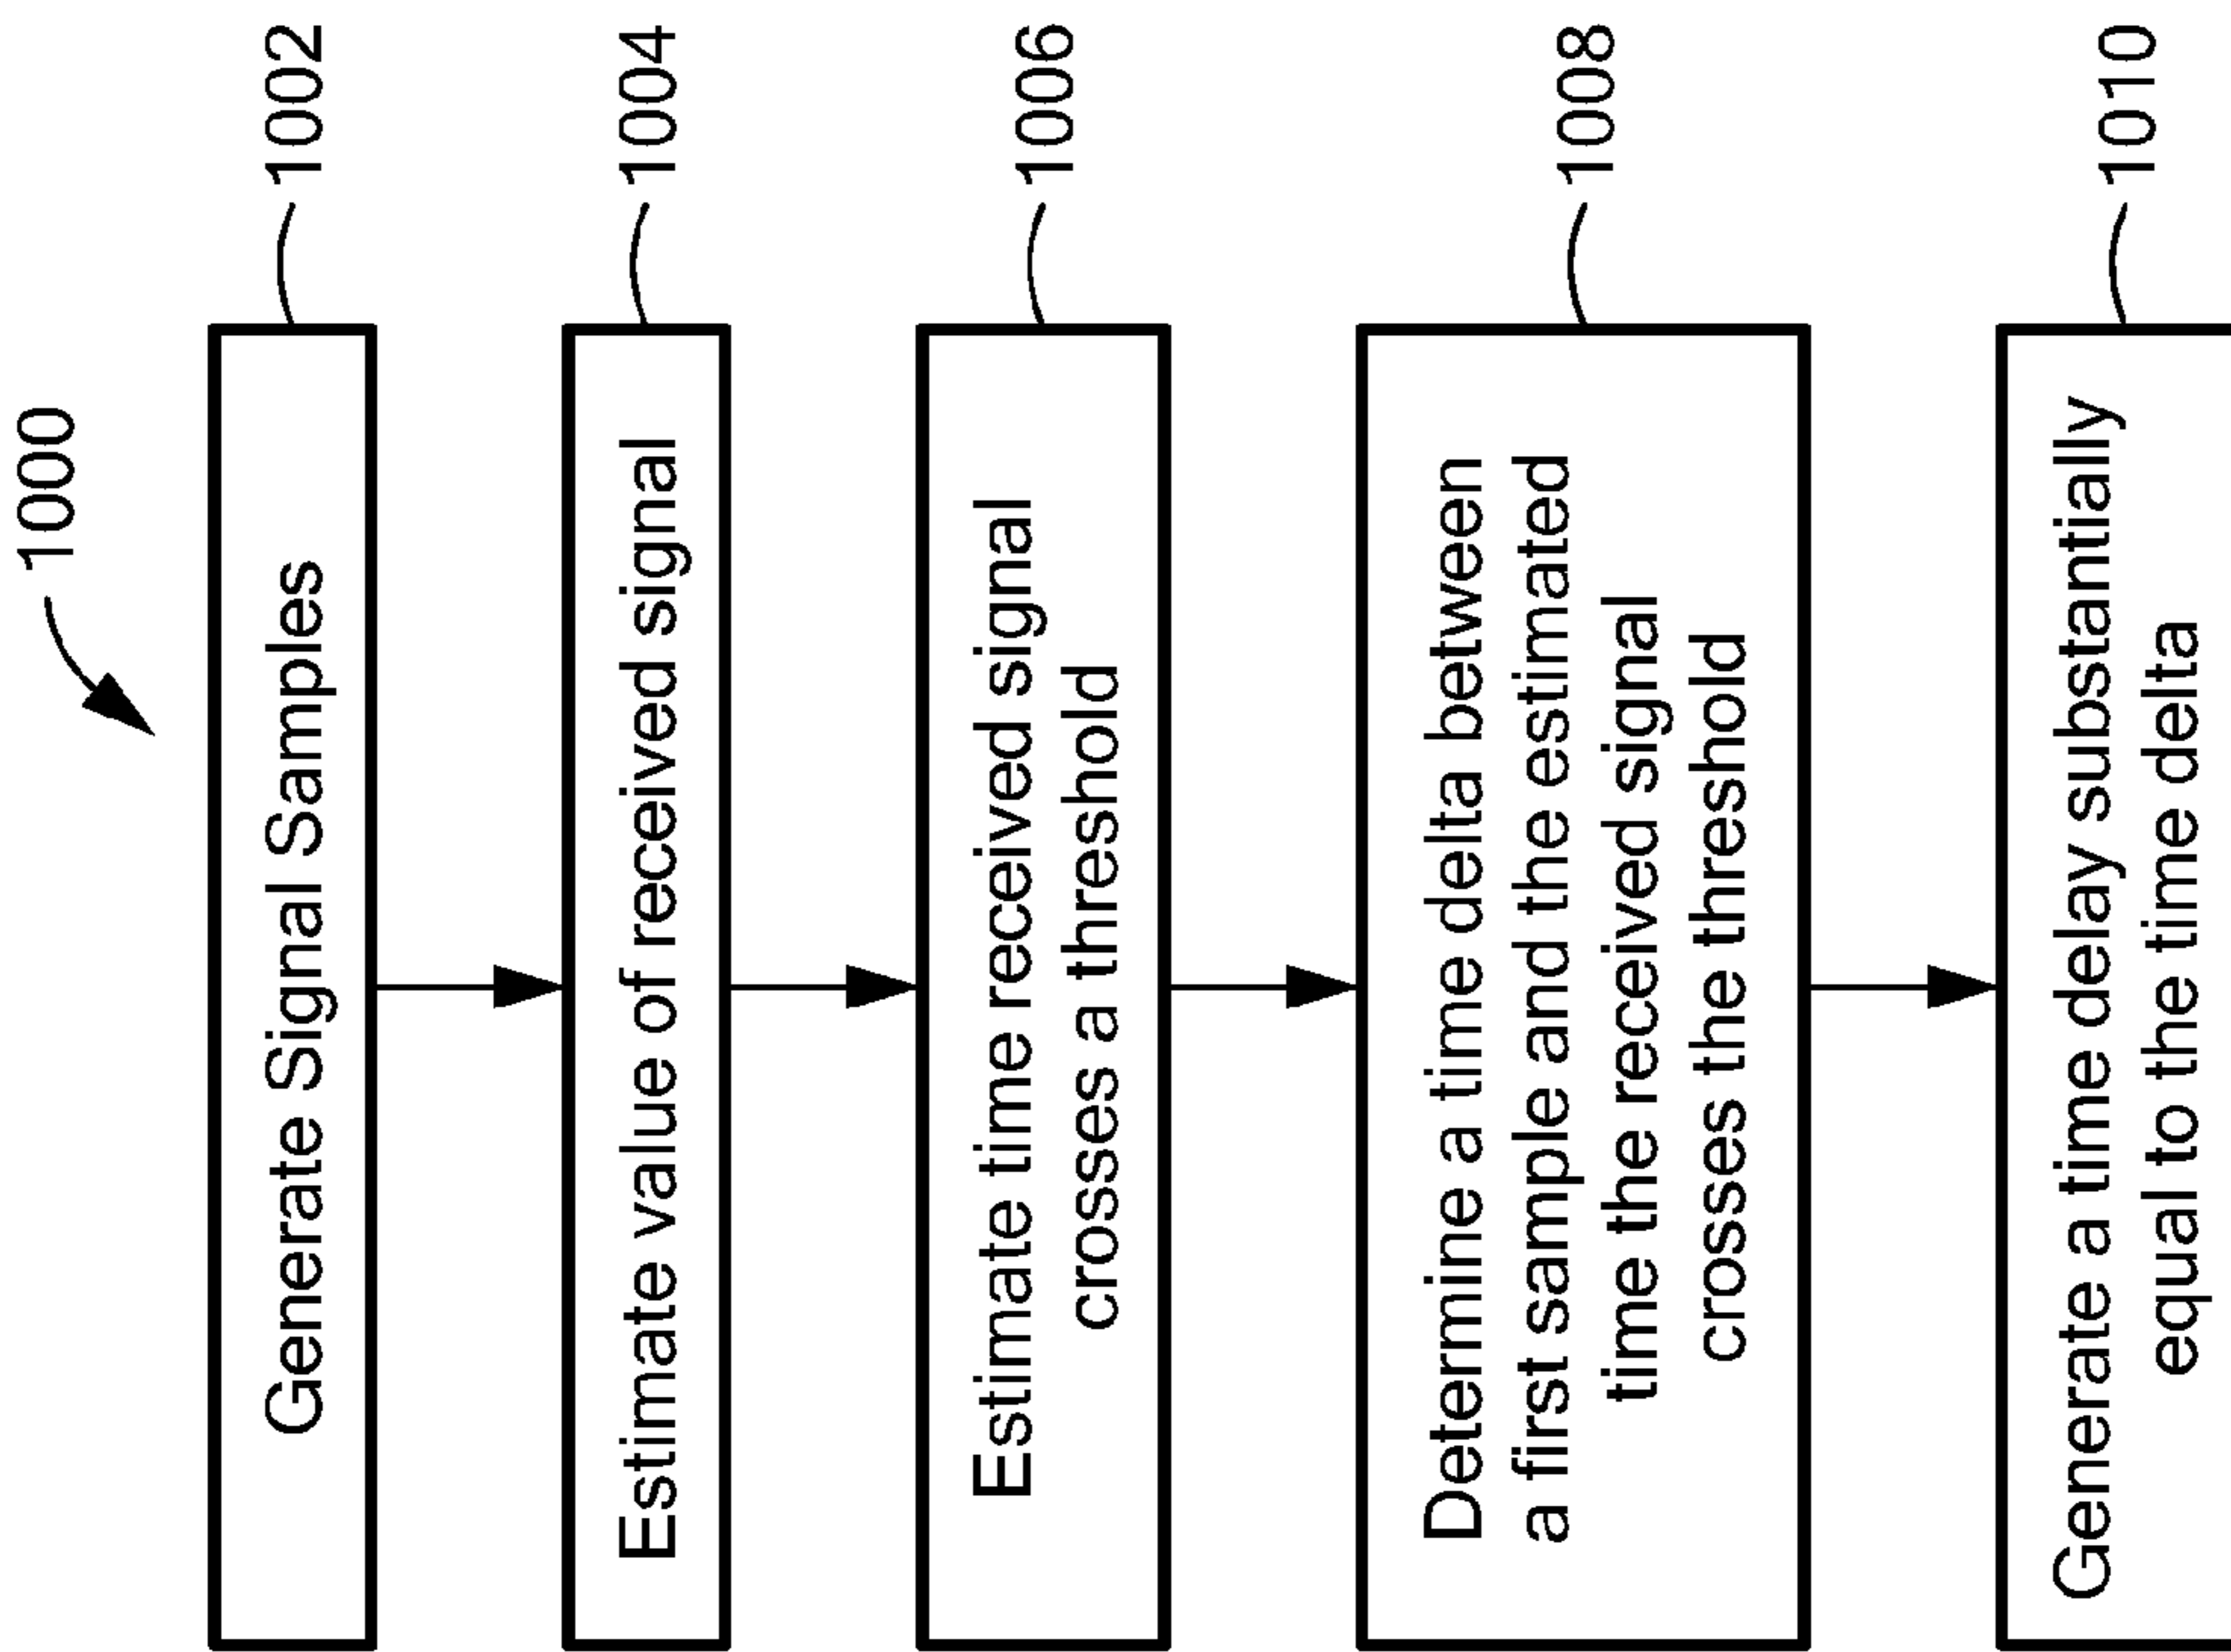 1000
Generate Signal Samples
1002
Estimate value of received signal
1004
Estimate time received signal
crosses a threshold
1006
Determine a time delta between
a first sample and the estimated
time the received signal
crosses the threshold
1008
Generate a time delay substantially
equal to the time delta
1010